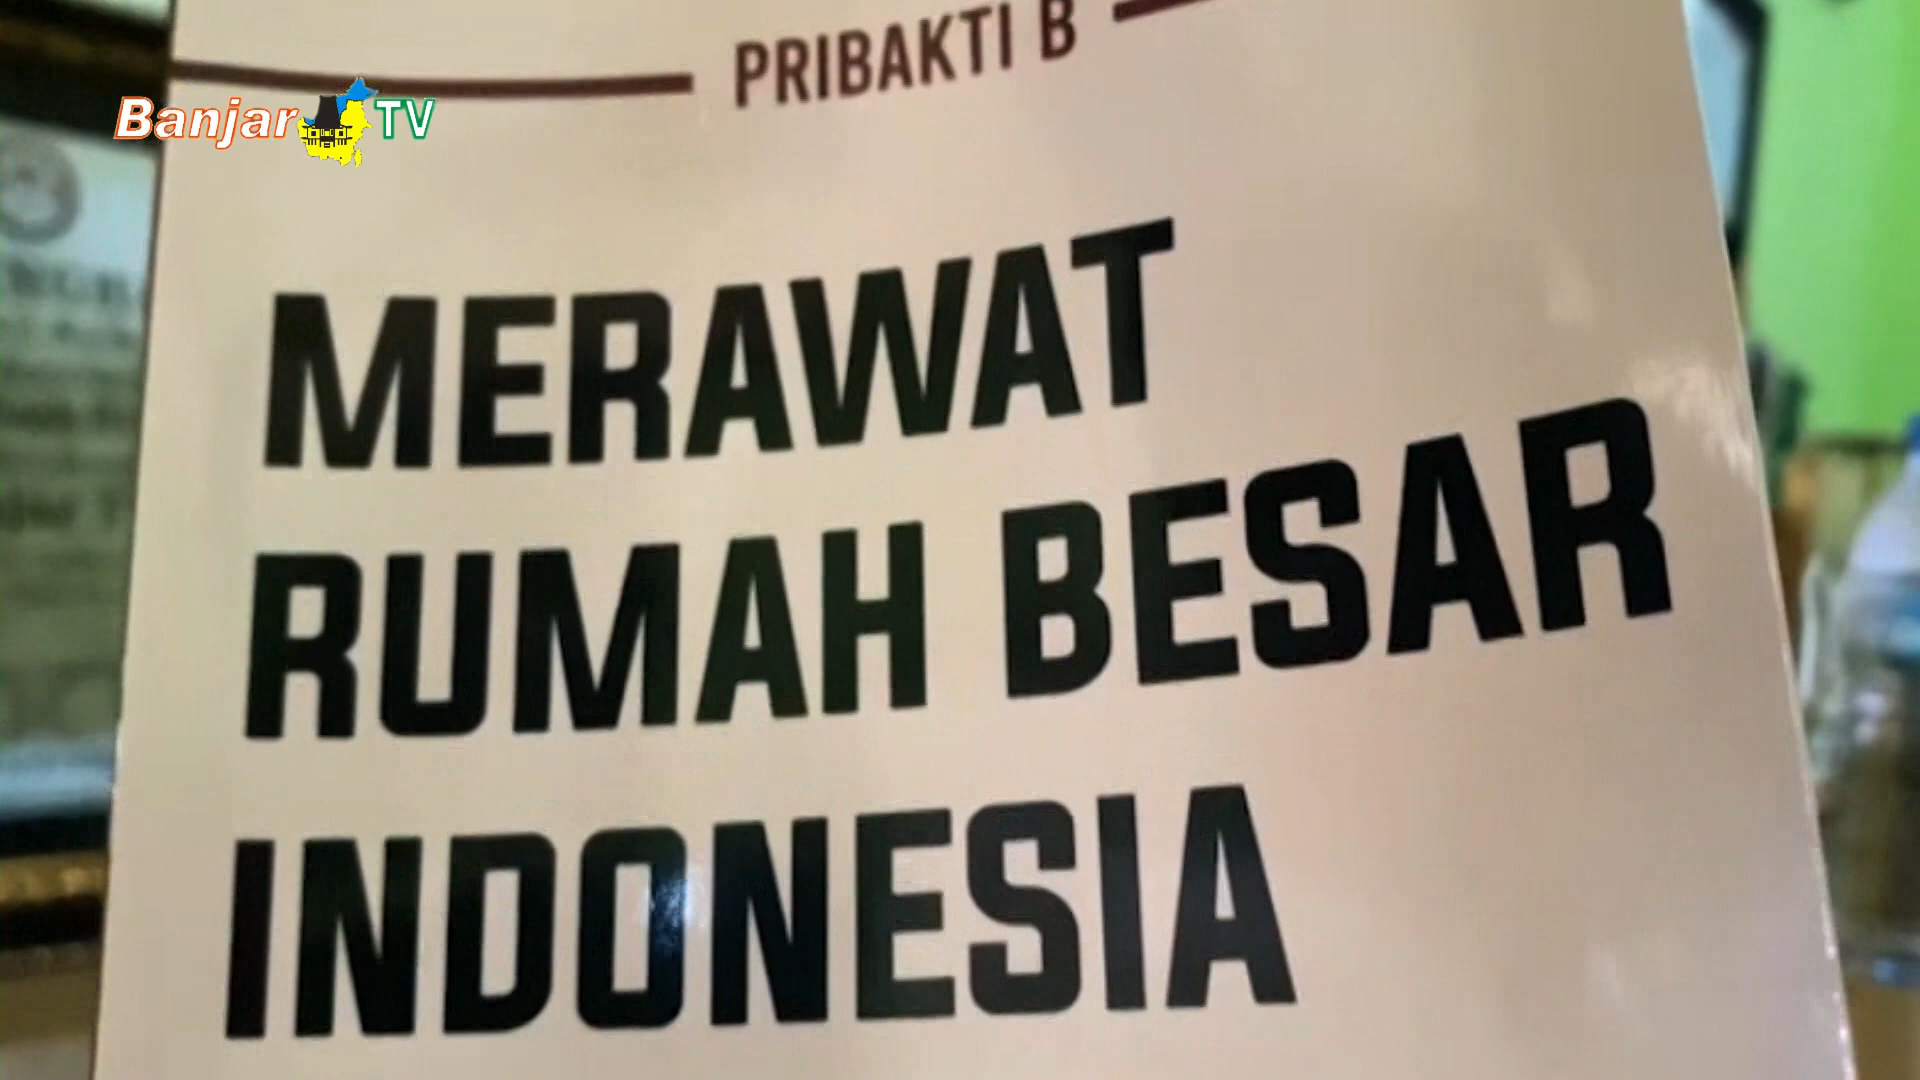 PRIBAKTI B
Banjar TV
MERAWAT
RUMAH BESAR
INDONESIA